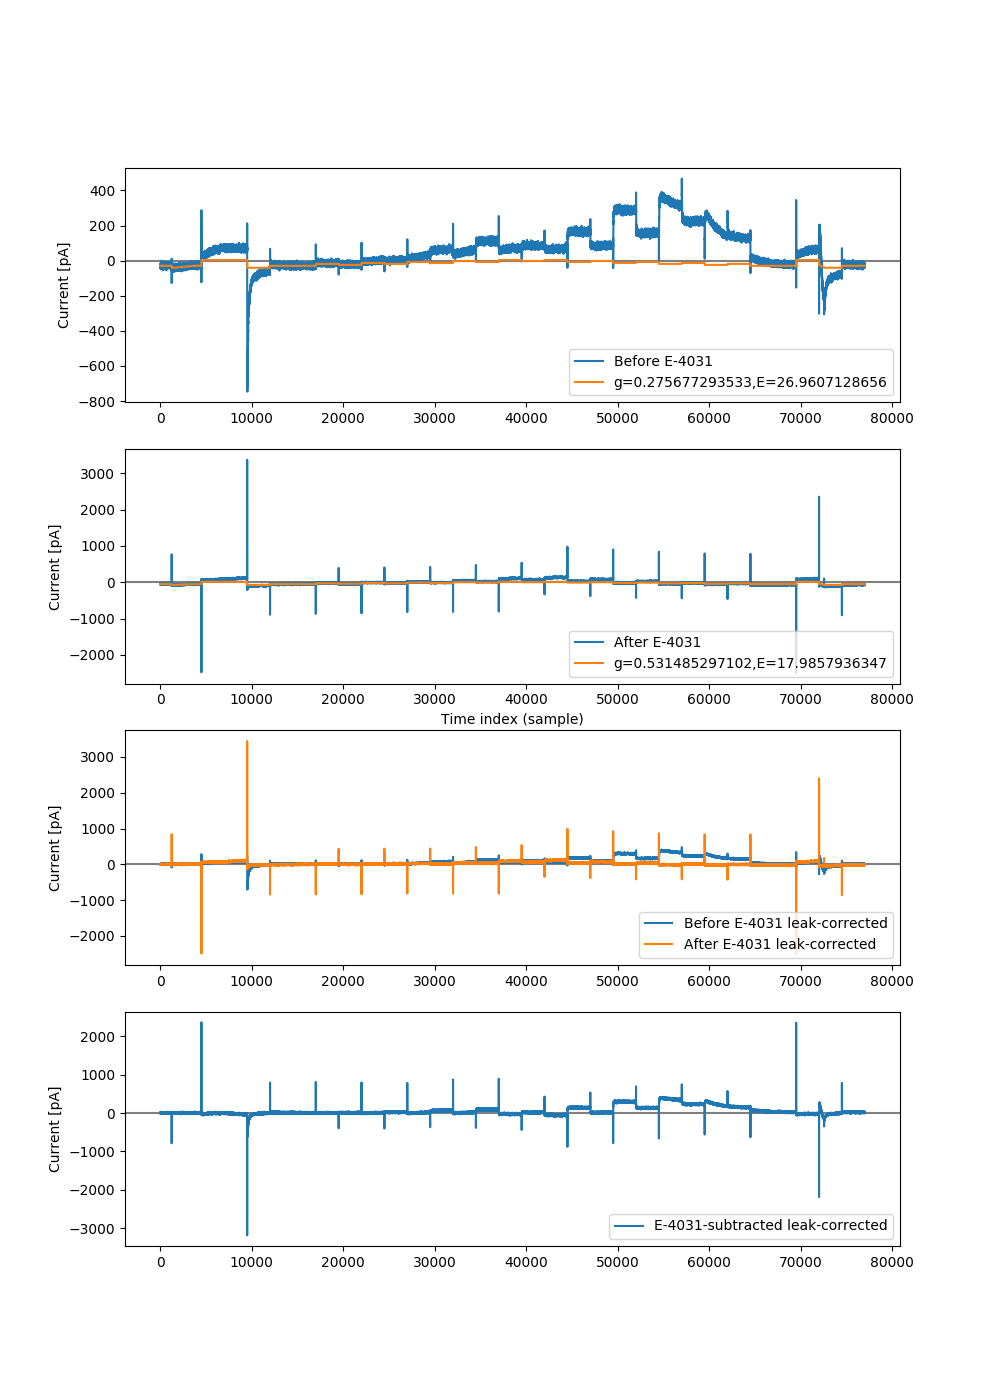 400
200
0
−200
−400
−600
−800
Current [pA]
Before E-4031
g=0.275677293533,E=26.9607128656
0 10000 20000 30000 40000 50000 60000 70000 80000
3000
2000
1000
0
−1000
−2000
Current [pA]
After E-4031
g=0.531485297102,E=17.9857936347
0 10000 20000 30000 40000 50000 60000 70000 80000
Time index (sample)
3000
2000
1000
0
−1000
−2000
Current [pA]
Before E-4031 leak-corrected
After E-4031 leak-corrected
0 10000 20000 30000 40000 50000 60000 70000 80000
2000
1000
0
−1000
−2000
−3000
Current [pA]
E-4031-subtracted leak-corrected
0 10000 20000 30000 40000 50000 60000 70000 80000